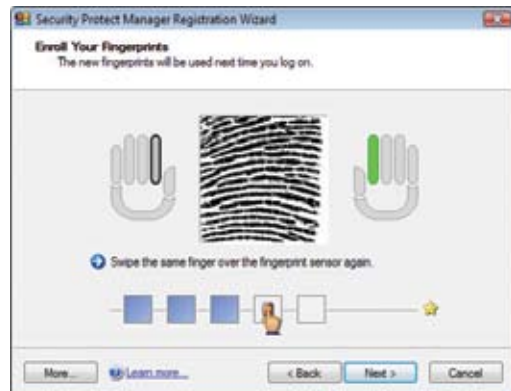 Security Protect Manager Registration Wizard
Enroll Your Fingerprints
The new fingerprints will be used next time you log on.
Swipe the same finger over the fingerprint sensor again.
More... Learn more... < Back Next > Cancel